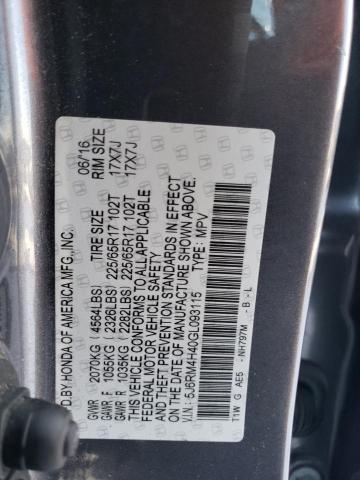 D BY HONDA OF AMERICA MFG., INC. 06/16
TIRE SIZE RIM SIZE
GVWR 2070KG (4564LBS)
GAWR F 1055KG (2326LBS) 225/65R17 102T 17X7J
GAWR R 1035KG (2282LBS) 225/65R17 102T 17X7J
THIS VEHICLE CONFORMS TO ALL APPLICABLE
FEDERAL MOTOR VEHICLE SAFETY
AND THEFT PREVENTION STANDARDS IN EFFECT
ON THE DATE OF MANUFACTURE SHOWN ABOVE.
V.I.N.: 5J6RM4H40GL093115 TYPE: MPV
T1W G AE5 -NH797M B - L